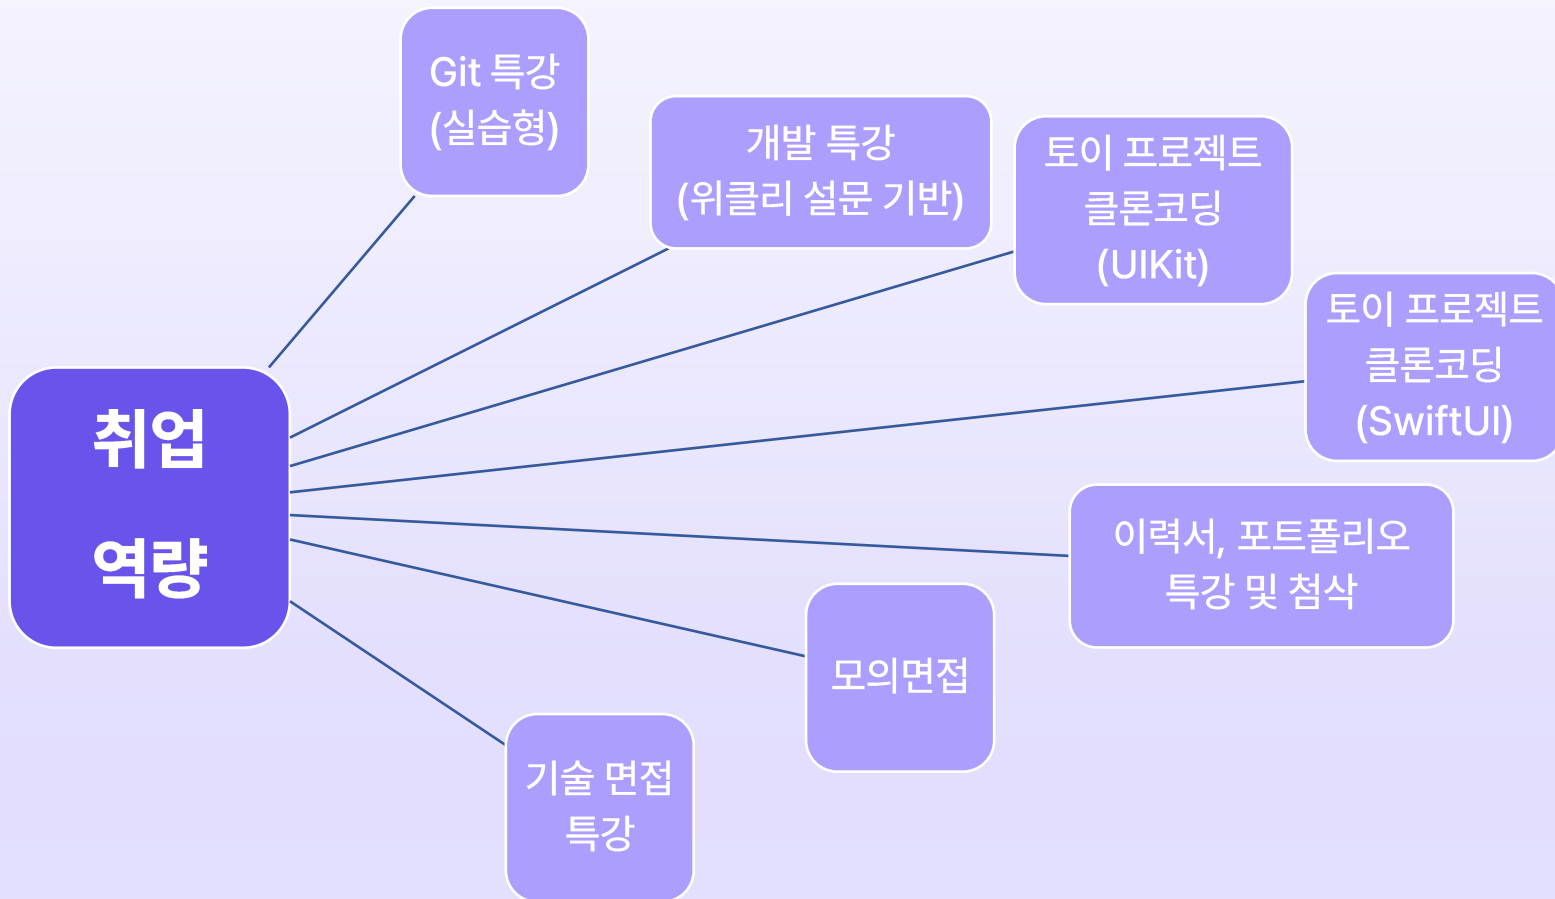 Git 특강
(실습형)
개발 특강
(위클리 설문 기반)
토이 프로젝트
클론코딩
(UIKit)
토이 프로젝트
클론코딩
(SwiftUI)
취업
역량
이력서, 포트폴리오
특강 및 첨삭
모의면접
기술 면접
특강